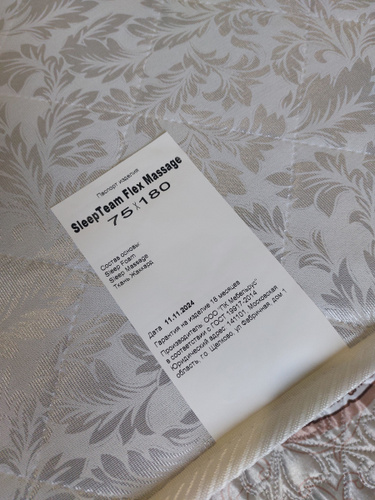 Паспорт изделия
SleepTeam Flex Massage
75x180
Состав основы:
Sleep Foam
Sleep Massage
Ткань Жаккард
Дата 11.11.2024
Гарантия на изделие 18 месяцев
Производитель: ООО "ПК Мебельрус"
в соответствии с ГОСТ 19917-2014
Юридический адрес: 141101, Московская
область, г.о. Щелково, ул.Фабричная, дом 1